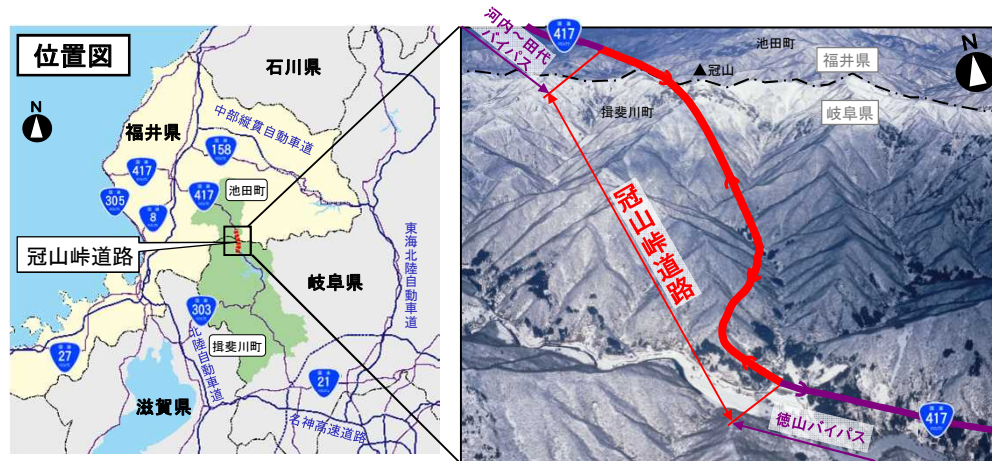 位置図
N
石川県
福井県
中部縦貫自動車道
158
417
417
305
8
池田町
冠山峠道路
岐阜県
東海北陸自動車道
303
北陸自動車道
揖斐川町
27
21
滋賀県
名神高速道路
河内～田代
バイパス
417
池田町
N
冠山
福井県
揖斐川町
岐阜県
冠山峠道路
徳山バイパス
417